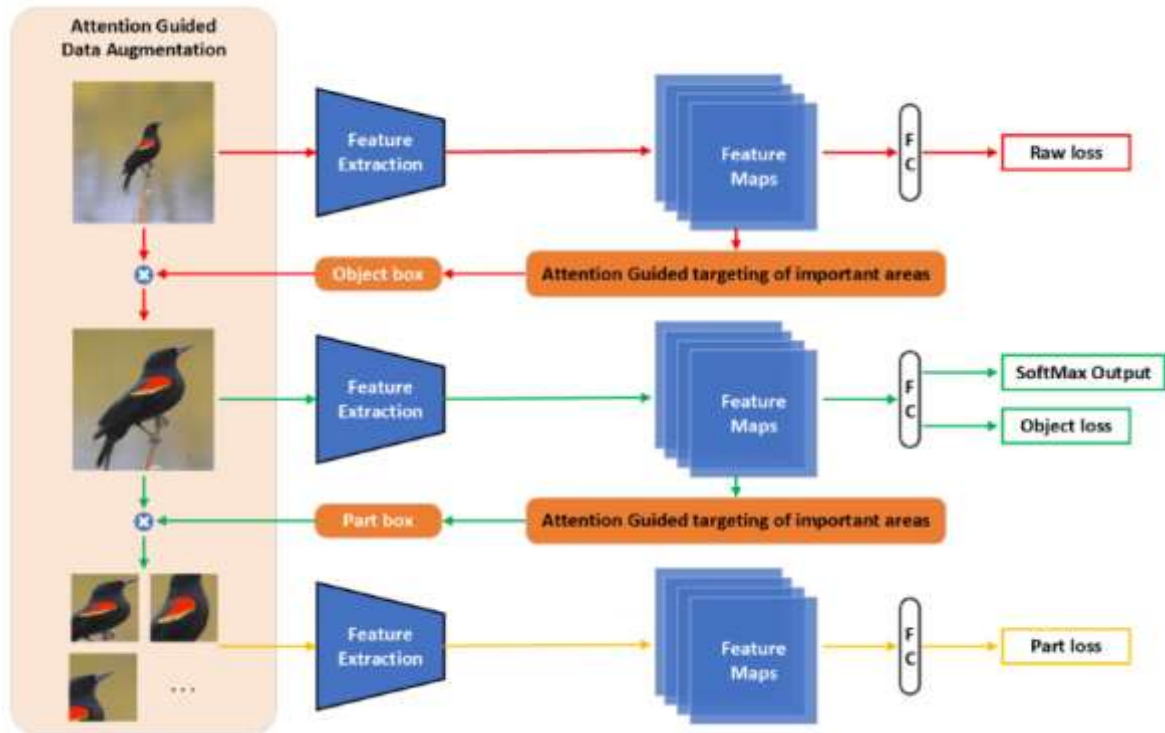 Attention Guided
Data Augmentation
Feature
Extraction
Feature
Maps
F
C
Raw loss
Object box
Attention Guided targeting of important areas
Feature
Extraction
Feature
Maps
F
C
SoftMax Output
Object loss
Part box
Attention Guided targeting of important areas
Feature
Extraction
Feature
Maps
F
C
Part loss
...